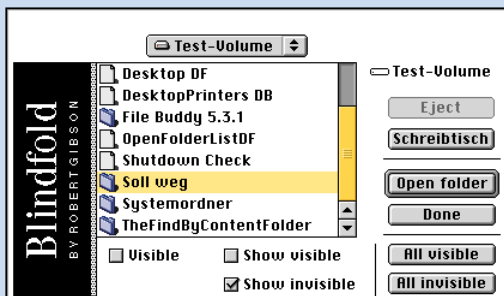 Test-Volume
Blindfold
BY ROBERT GIBSON
Desktop DF
DesktopPrinters DB
File Buddy 5.3.1
OpenFolderListDF
Shutdown Check
Soll weg
Systemordner
TheFindByContentFolder
Test-Volume
Eject
Schreibtisch
Open folder
Done
Visible
Show visible
All visible
Show invisible
All invisible